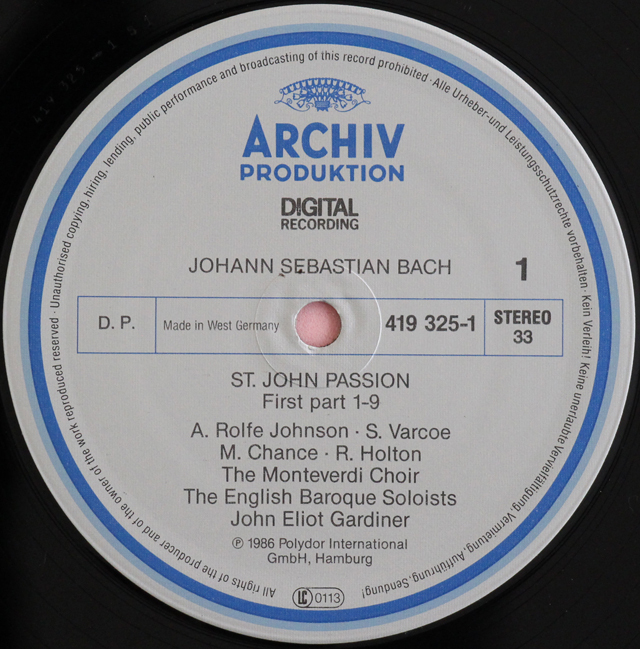 ARCHIV
PRODUKTION
DIGITAL
RECORDING
JOHANN SEBASTIAN BACH
1
D. P.
Made in West Germany
419 325-1
STEREO
33
ST. JOHN PASSION
First part 1-9
A. Rolfe Johnson · S. Varcoe
M. Chance · R. Holton
The Monteverdi Choir
The English Baroque Soloists
John Eliot Gardiner
℗ 1986 Polydor International
GmbH, Hamburg
LC 0113
All rights of the producer and of the owner of the work reproduced reserved · Unauthorised copying, hiring, lending, public performance and broadcasting of this record prohibited · Alle Urheber- und Leistungsschutzrechte vorbehalten · Kein Verleih! Keine unerlaubte Vervielfältigung, Vermietung, Aufführung, Sendung!